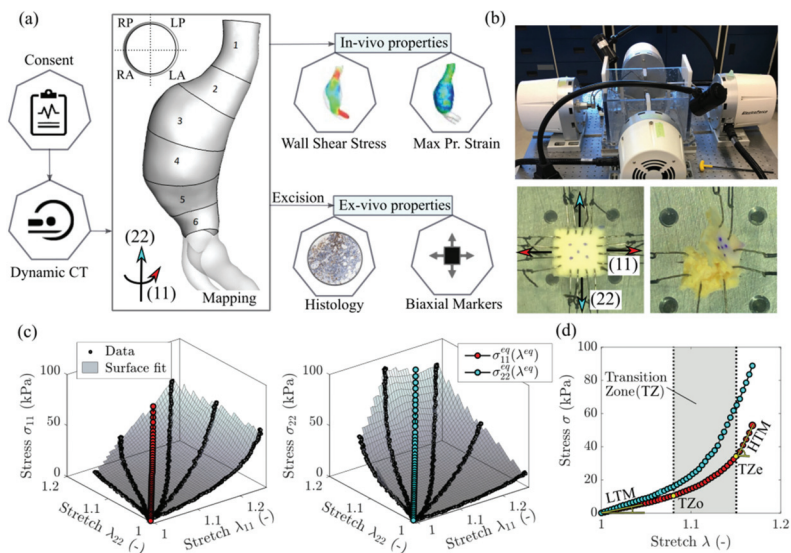 (a)
RP LP
RA LA
Consent
Dynamic CT
1
2
3
4
5
6
(22)
(11)
Mapping
In-vivo properties
Wall Shear Stress
Max Pr. Strain
Excision
Ex-vivo properties
Histology
Biaxial Markers
(b)
(11)
(22)
(c)
Data
Surface fit
Stress σ11 (kPa)
100
50
0
1.2
1.1
1
1.1
1.2
Stretch λ22 (-)
Stretch λ11 (-)
σ11^eq(λ^eq)
σ22^eq(λ^eq)
Stress σ22 (kPa)
100
50
0
1.2
1.1
1
1.1
1.2
Stretch λ22 (-)
Stretch λ11 (-)
(d)
Stress σ (kPa)
100
80
60
40
20
0
Transition
Zone(TZ)
LTM
TZo
TZe
HTM
1
1.1
1.2
Stretch λ (-)